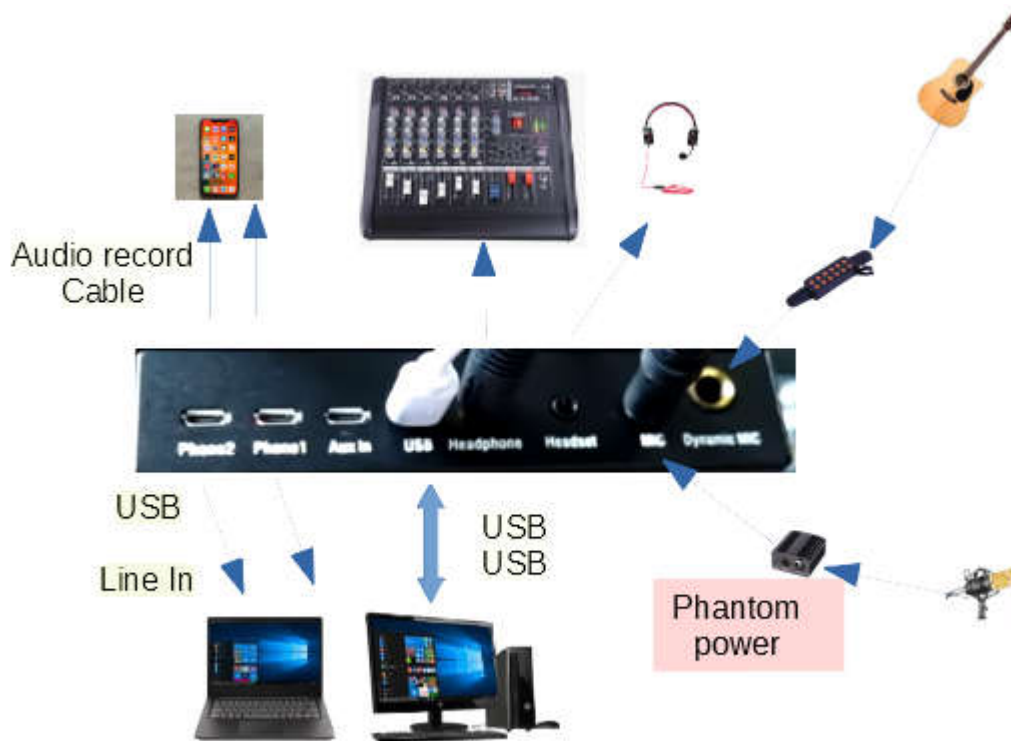 Audio record
Cable
Phone2 Phone1 Aux In USB Headphone Headset MIC Dynamic MIC
USB
Line In
USB
USB
Phantom
power